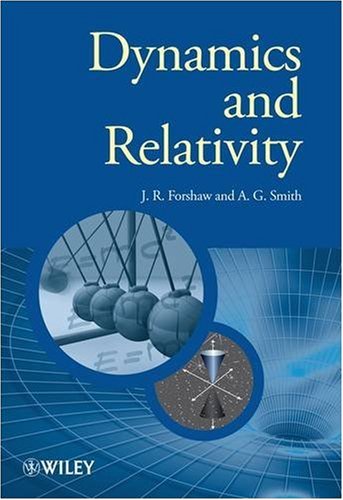 Dynamics
and
Relativity
J. R. Forshaw and A. G. Smith
WILEY